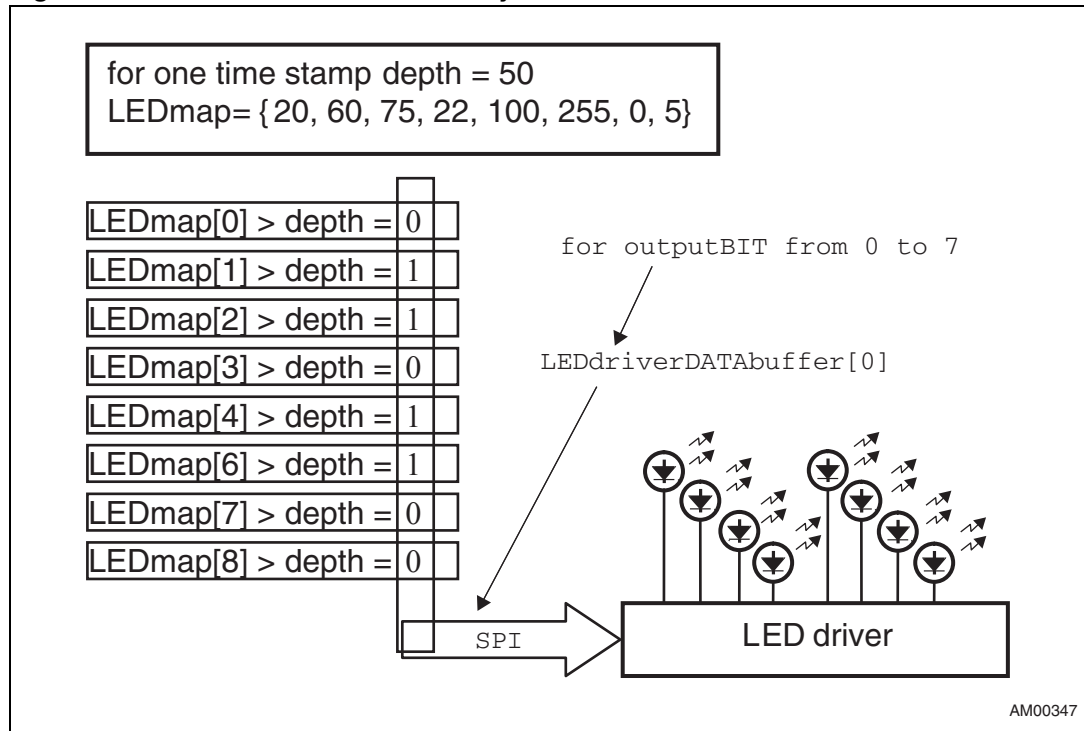 for one time stamp depth = 50
LEDmap= {20, 60, 75, 22, 100, 255, 0, 5}
LEDmap[0] > depth = 0
LEDmap[1] > depth = 1
LEDmap[2] > depth = 1
LEDmap[3] > depth = 0
LEDmap[4] > depth = 1
LEDmap[6] > depth = 1
LEDmap[7] > depth = 0
LEDmap[8] > depth = 0
for outputBIT from 0 to 7
LEDdriverDATAbuffer[0]
SPI
LED driver
AM00347